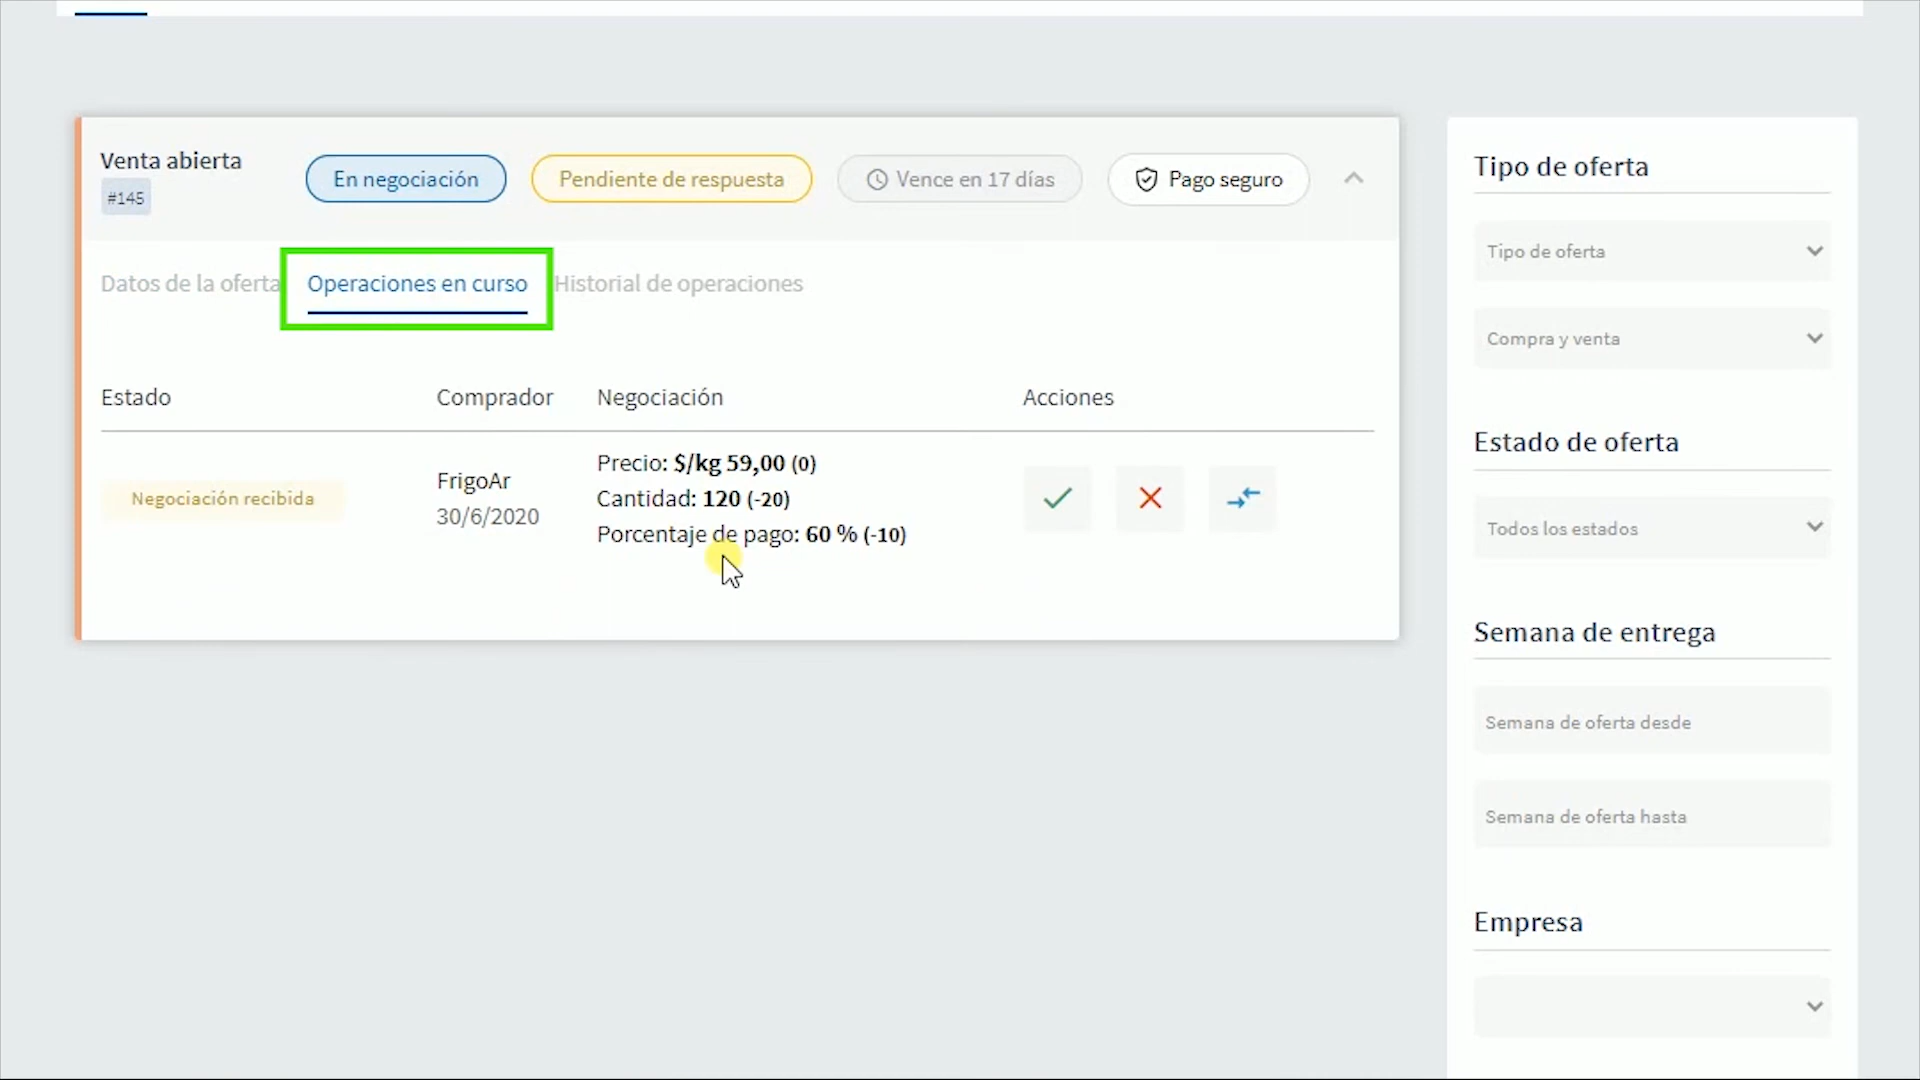 Venta abierta
#145
En negociación
Pendiente de respuesta
Vence en 17 días
Pago seguro
Datos de la oferta
Operaciones en curso
Historial de operaciones
Estado
Comprador
Negociación
Acciones
Negociación recibida
FrigoAr
30/6/2020
Precio: $/kg 59,00 (0)
Cantidad: 120 (-20)
Porcentaje de pago: 60 % (-10)
Tipo de oferta
Tipo de oferta
Compra y venta
Estado de oferta
Todos los estados
Semana de entrega
Semana de oferta desde
Semana de oferta hasta
Empresa